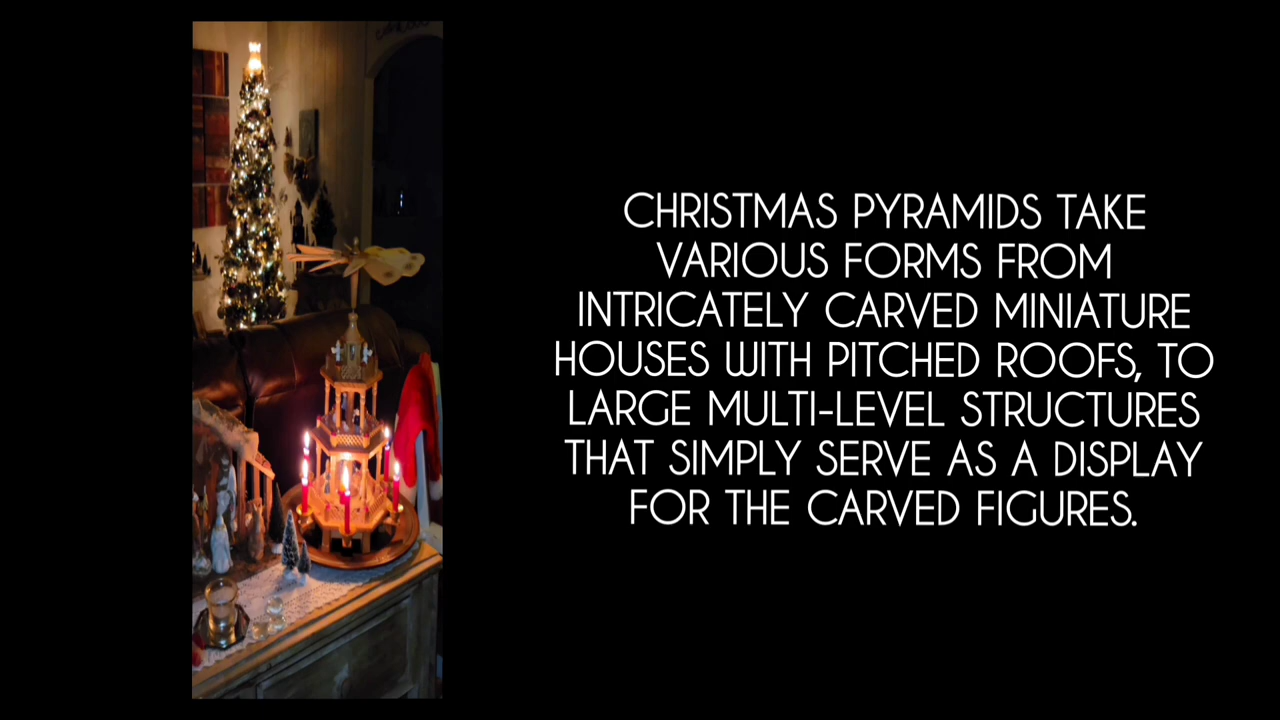 CHRISTMAS PYRAMIDS TAKE
VARIOUS FORMS FROM
INTRICATELY CARVED MINIATURE
HOUSES WITH PITCHED ROOFS, TO
LARGE MULTI-LEVEL STRUCTURES
THAT SIMPLY SERVE AS A DISPLAY
FOR THE CARVED FIGURES.